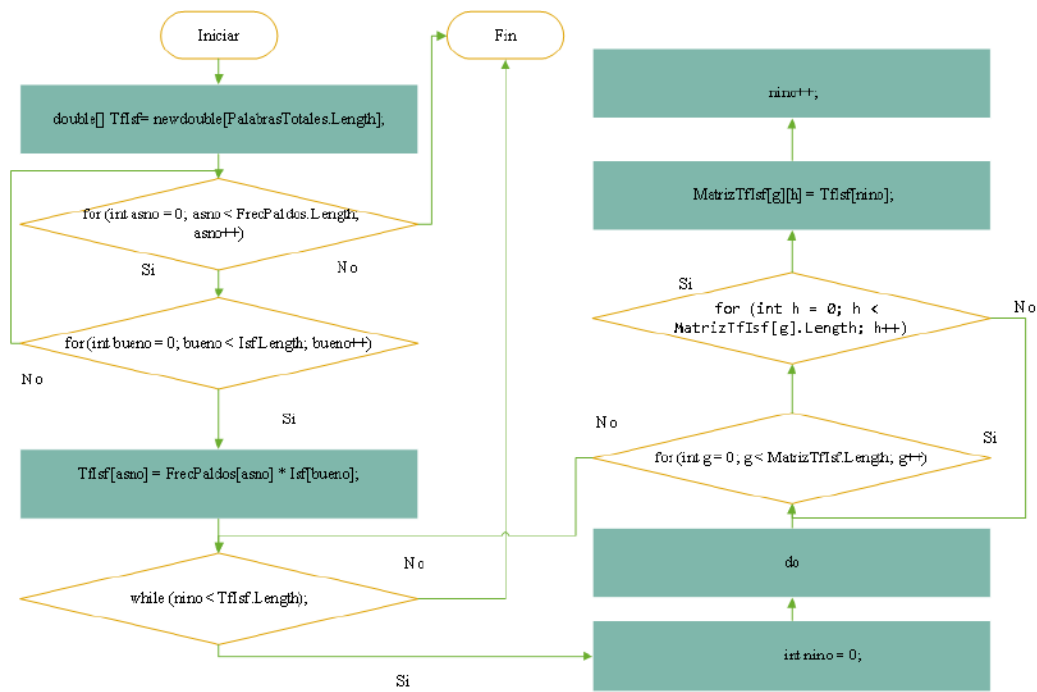 Iniciar
Fin
double[] TfIsf= newdouble[PalabrasTotales.Length];
for (int asno = 0; asno < FrecPaldos.Length;
asno++)
Si
No
for (int bueno = 0; bueno < Isf.Length; bueno++)
No
Si
TfIsf[asno] = FrecPaldos[asno] * Isf[bueno];
No
while (nino < TfIsf.Length);
Si
nino++;
MatrizTfIsf[g][h] = TfIsf[nino];
Si
No
for (int h = 0; h <
MatrizTfIsf[g].Length; h++)
No
Si
for (int g = 0; g < MatrizTfIsf.Length; g++)
do
int nino = 0;